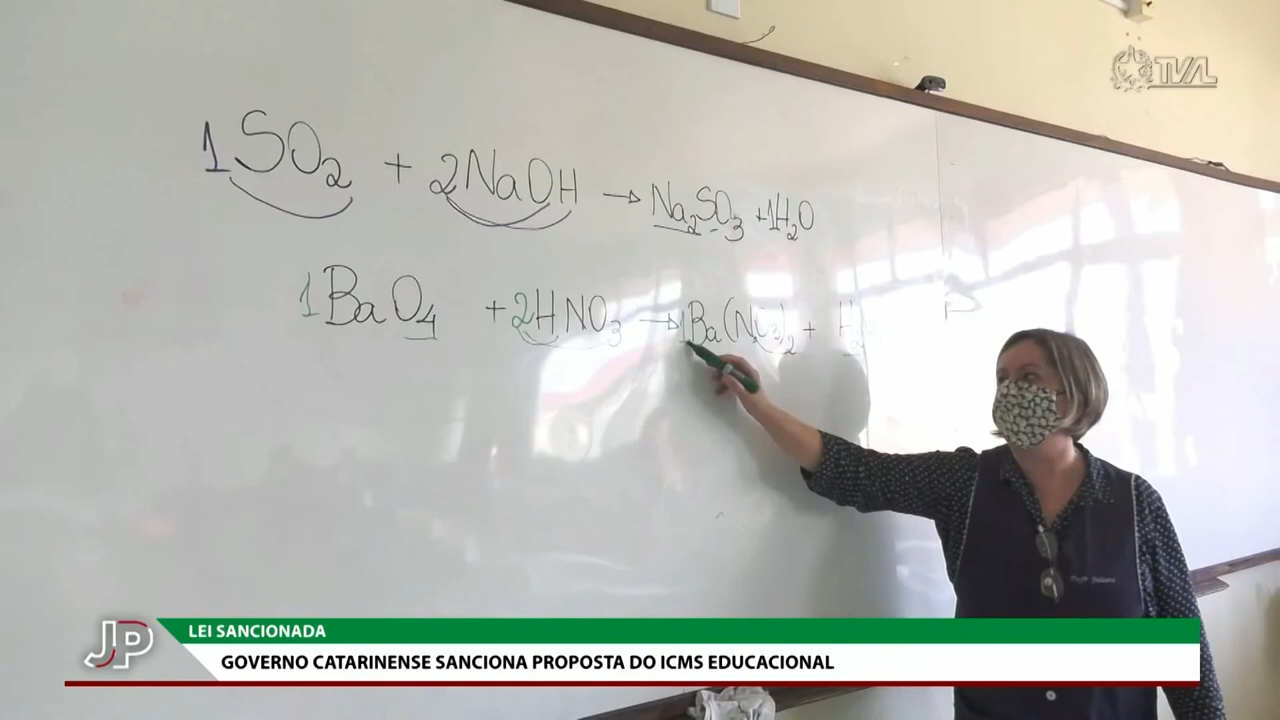 TVAL
1SO2 + 2NaOH → Na2SO3 + 1H2O
1BaO4 + 2HNO3 → 1Ba(NO3)2 +
JP
LEI SANCIONADA
GOVERNO CATARINENSE SANCIONA PROPOSTA DO ICMS EDUCACIONAL